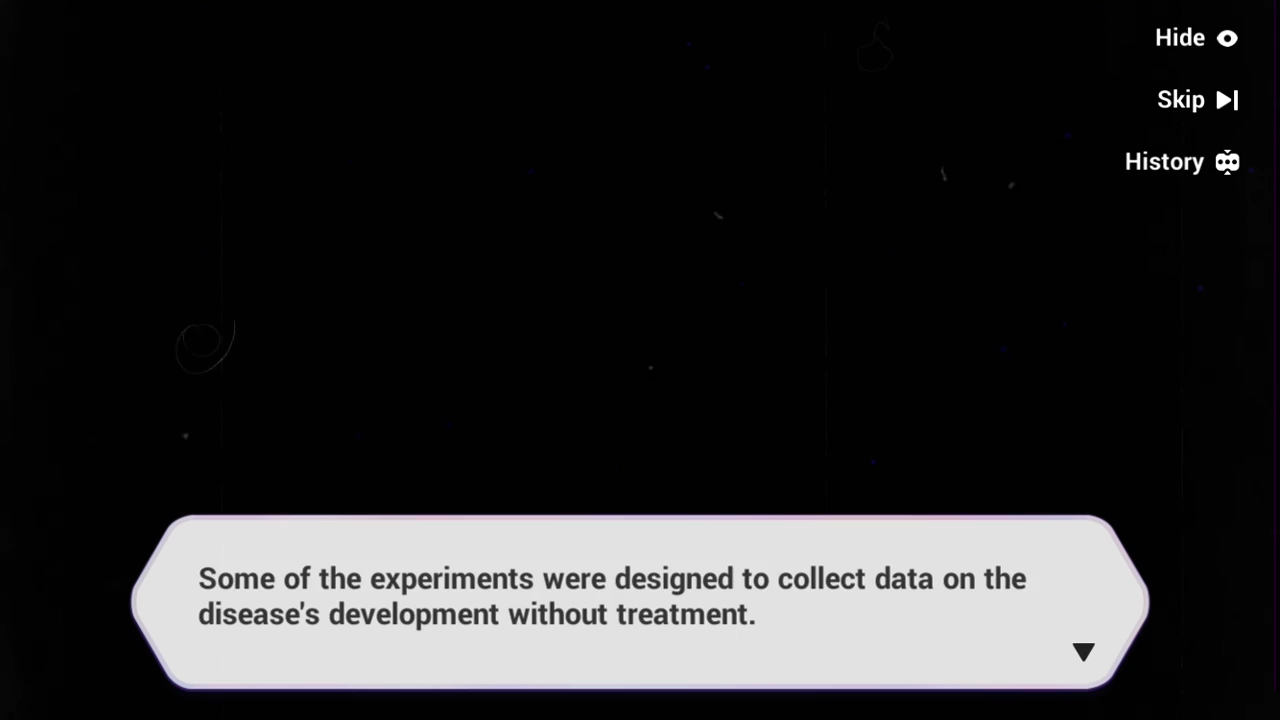 Hide
Skip
History
Some of the experiments were designed to collect data on the
disease's development without treatment.